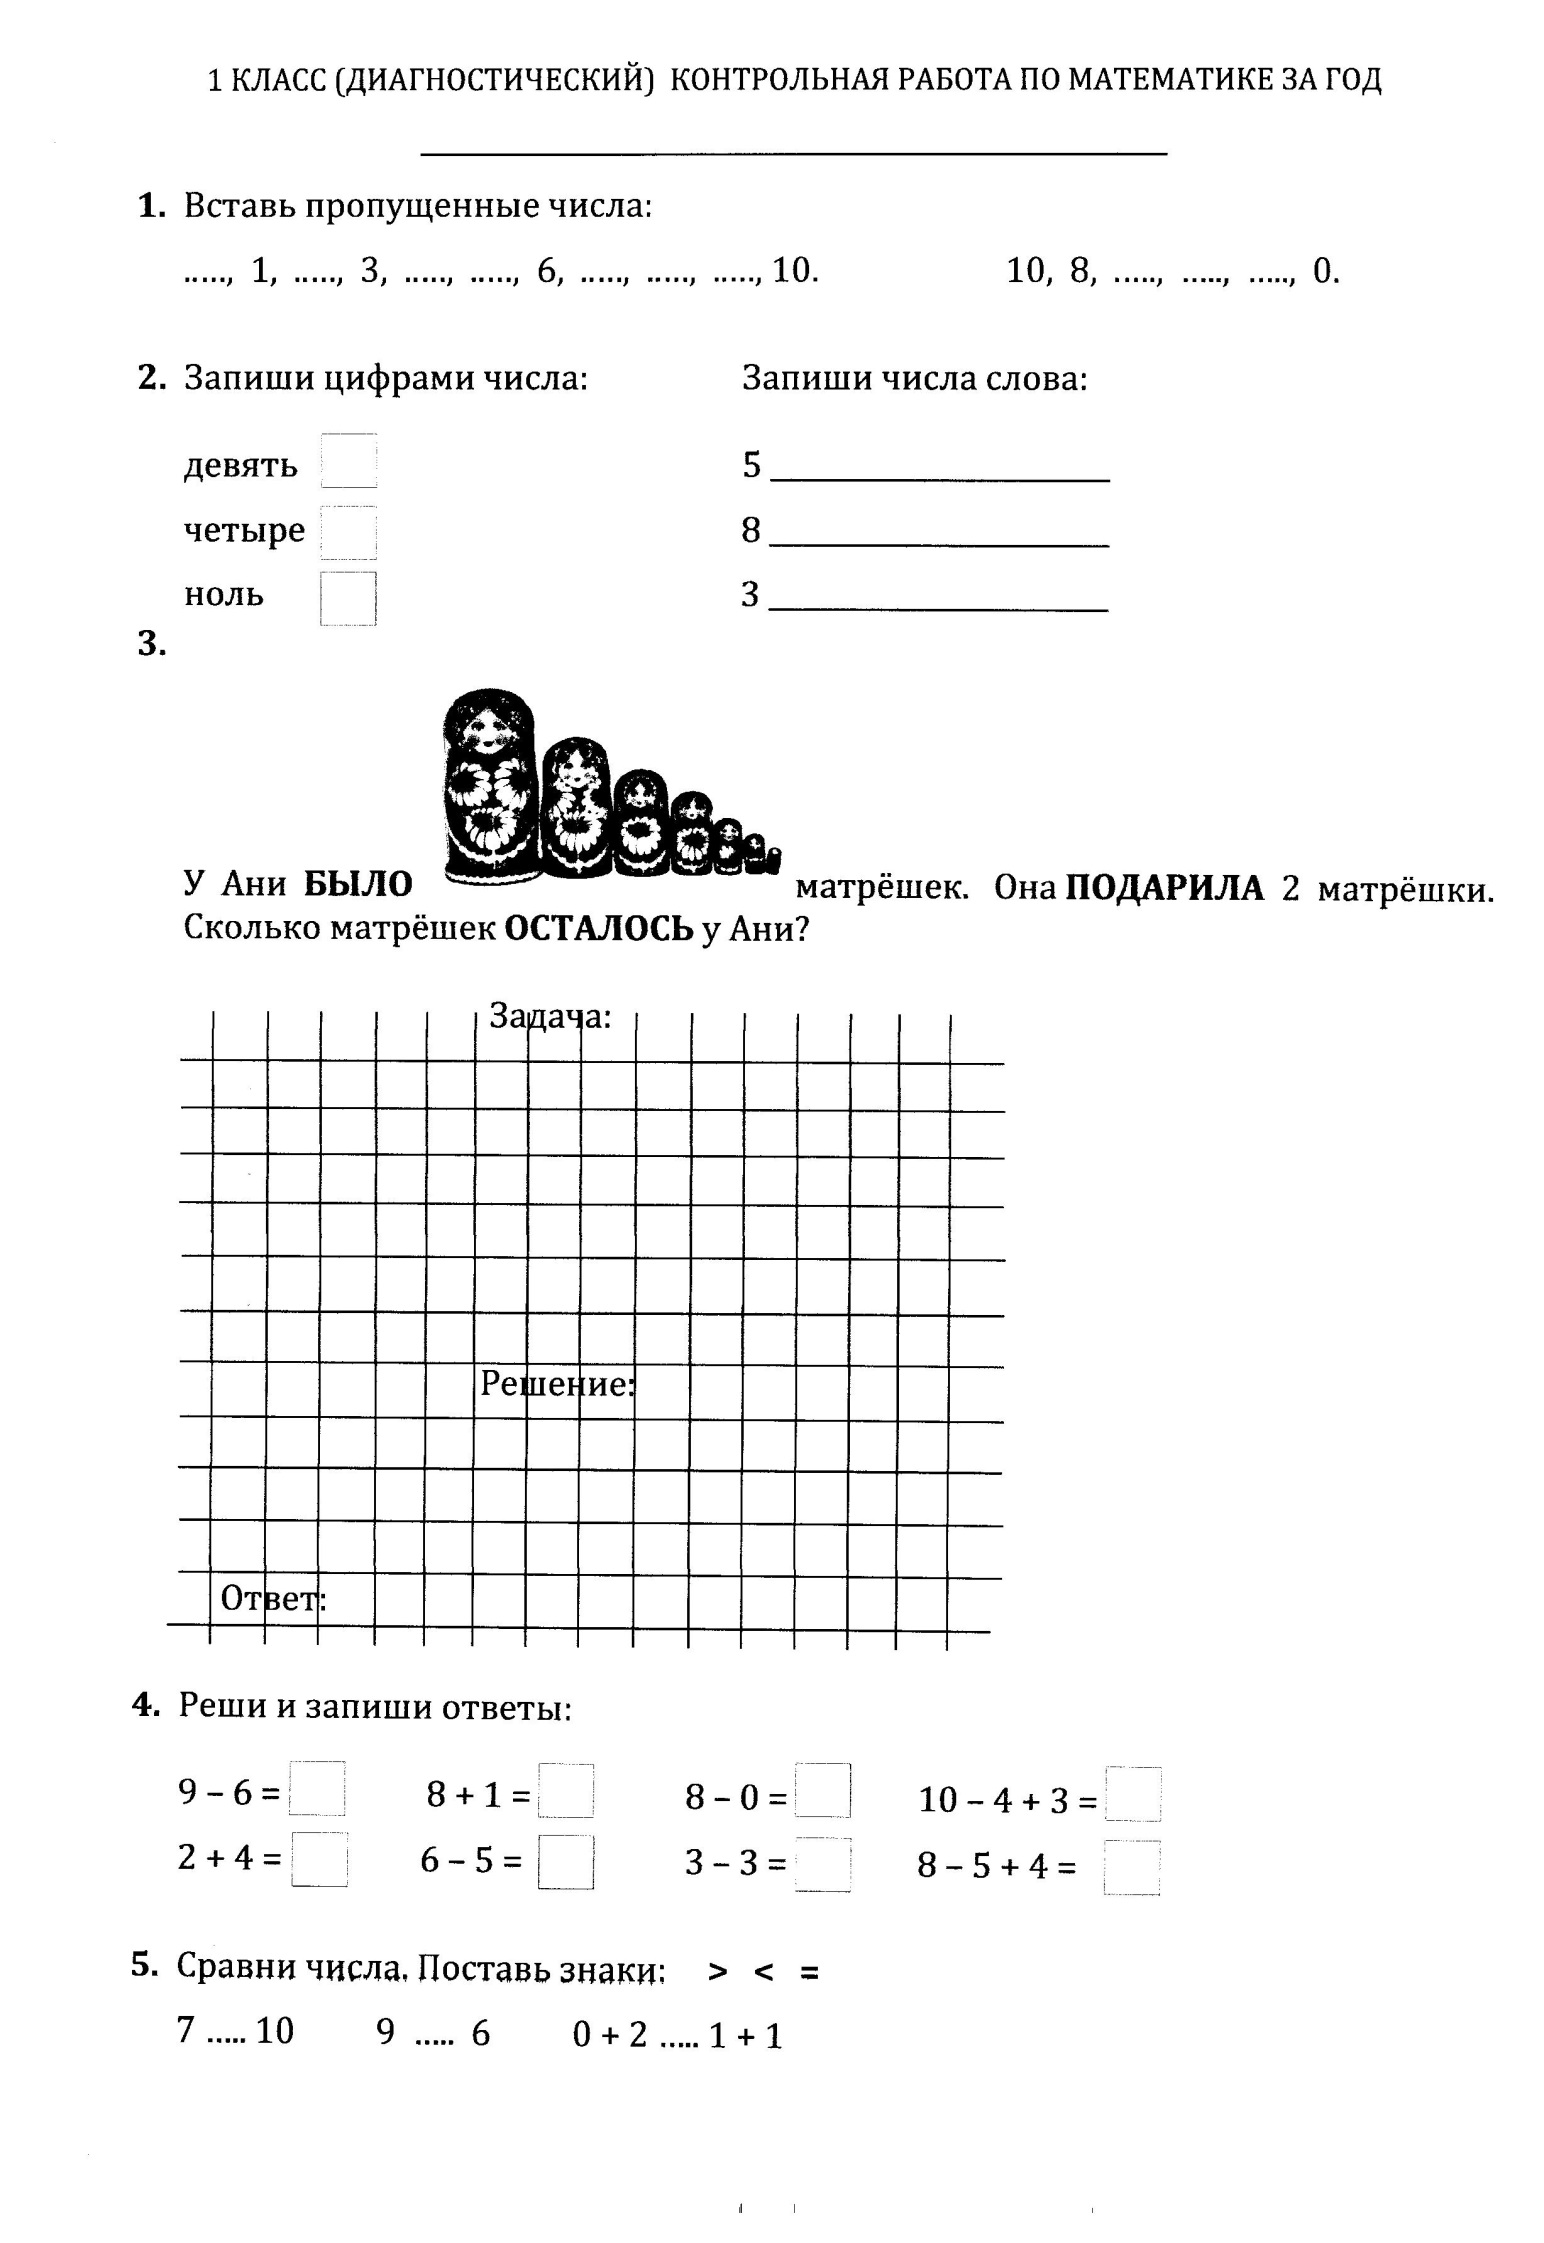 1 КЛАСС (ДИАГНОСТИЧЕСКИЙ) КОНТРОЛЬНАЯ РАБОТА ПО МАТЕМАТИКЕ ЗА ГОД
1. Вставь пропущенные числа:
....., 1, ....., 3, ....., ....., 6, ....., ....., ....., 10. 10, 8, ....., ....., ....., 0.
2. Запиши цифрами числа: Запиши числа слова:
девять 5
четыре 8
ноль 3
3.
У Ани БЫЛО матрёшек. Она ПОДАРИЛА 2 матрёшки.
Сколько матрёшек ОСТАЛОСЬ у Ани?
Задача:
Решение:
Ответ:
4. Реши и запиши ответы:
9 – 6 = 8 + 1 = 8 – 0 = 10 – 4 + 3 =
2 + 4 = 6 – 5 = 3 – 3 = 8 – 5 + 4 =
5. Сравни числа. Поставь знаки: > < =
7 ..... 10 9 ..... 6 0 + 2 ..... 1 + 1